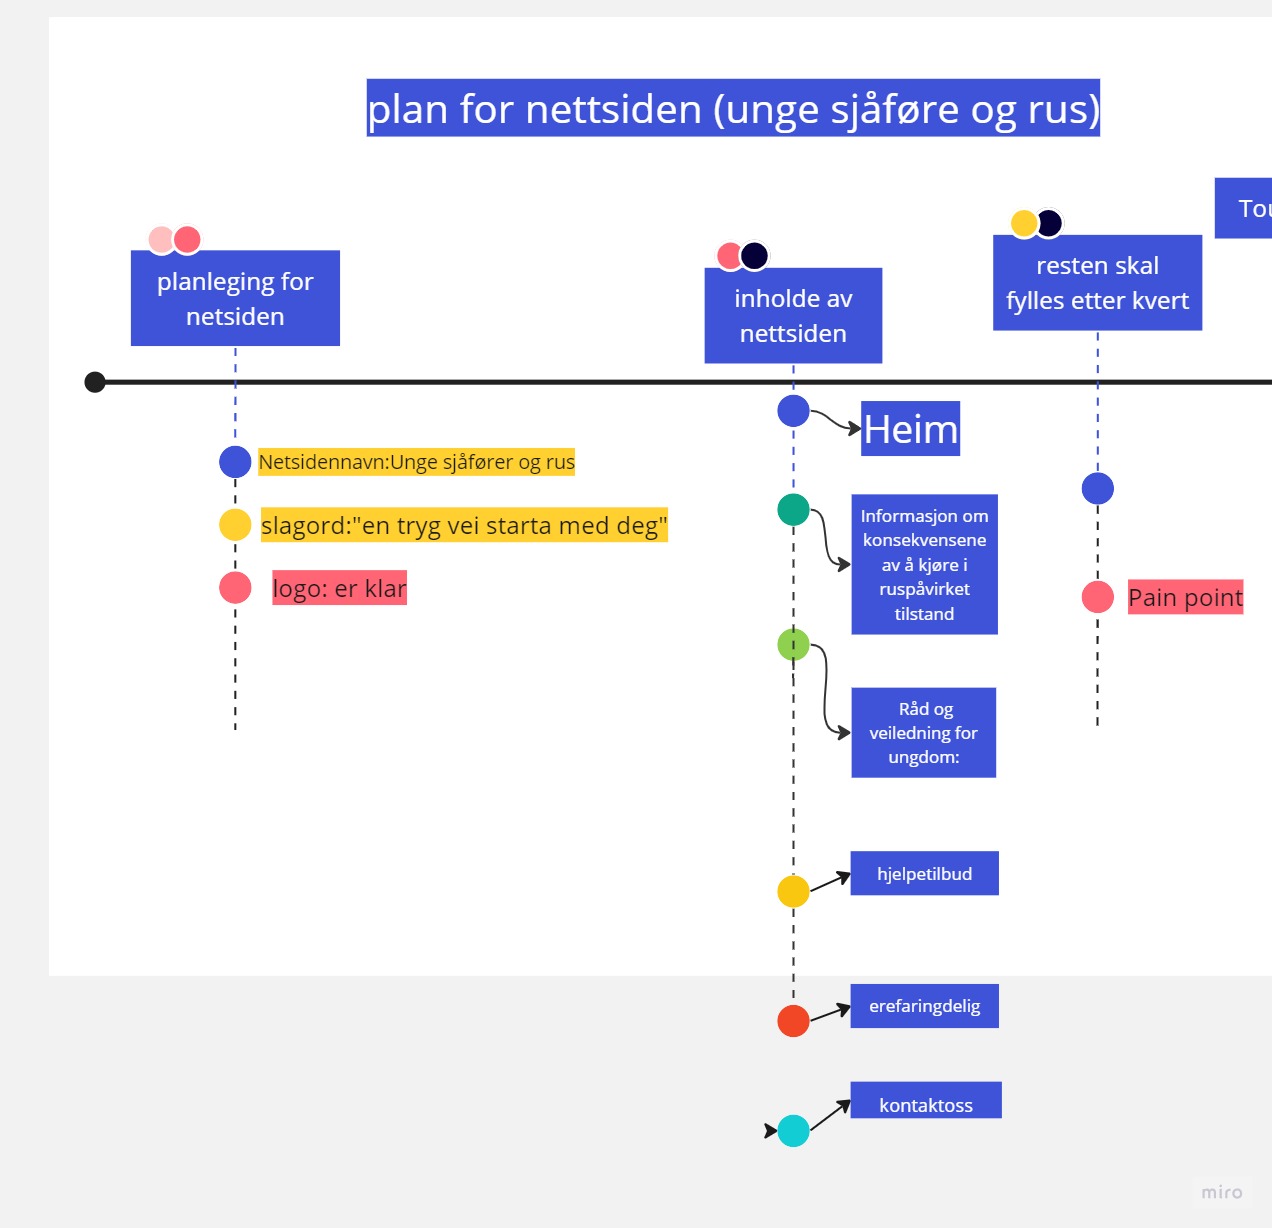 plan for nettsiden (unge sjåføre og rus)
planleging for
netsiden
Netsidennavn:Unge sjåfører og rus
slagord:"en tryg vei starta med deg"
logo: er klar
inholde av
nettsiden
Heim
Informasjon om
konsekvensene
av å kjøre i
ruspåvirket
tilstand
Råd og
veiledning for
ungdom:
hjelpetilbud
erefaringdelig
kontaktoss
resten skal
fylles etter kvert
Pain point
miro